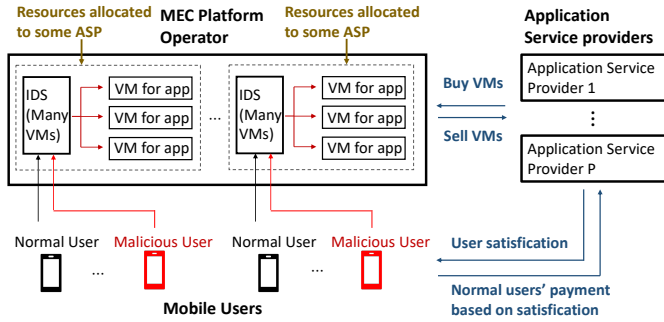 Resources allocated
to some ASP
MEC Platform
Operator
Resources allocated
to some ASP
Application
Service providers
IDS
(Many
VMs)
VM for app
VM for app
VM for app
...
IDS
(Many
VMs)
VM for app
VM for app
VM for app
Buy VMs
Sell VMs
Application Service
Provider 1
...
Application Service
Provider P
Normal User
Malicious User
Normal User
Malicious User
...
...
Mobile Users
User satisfaction
Normal users' payment
based on satisfaction